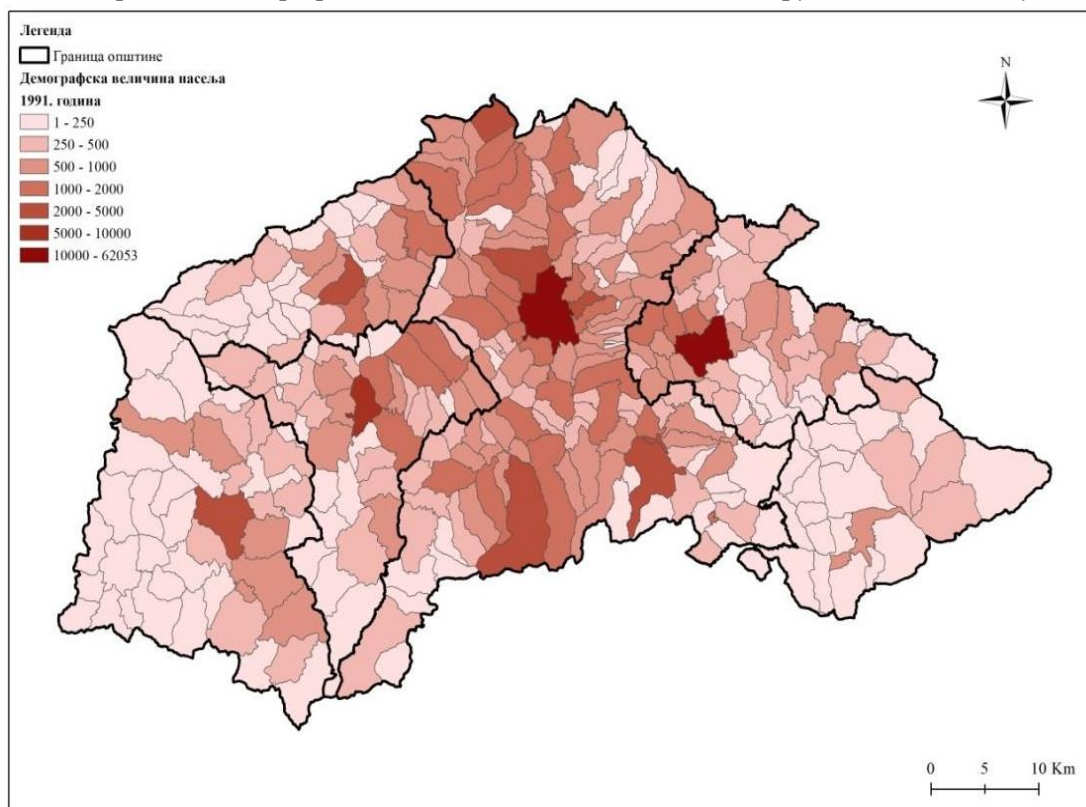 Легенда
Граница општине
Демографска величина насеља
1991. година
1 - 250
250 - 500
500 - 1000
1000 - 2000
2000 - 5000
5000 - 10000
10000 - 62053
N
0 5 10 Km